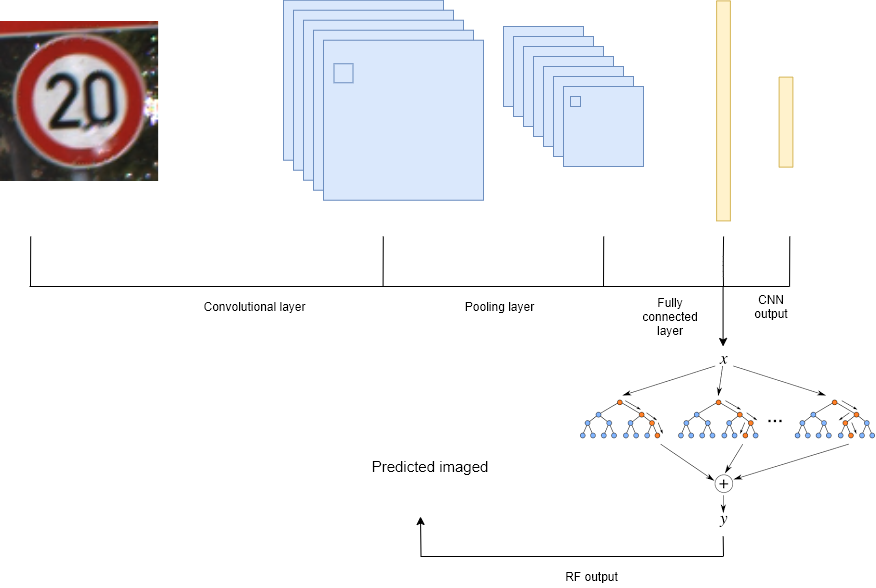 20
Convolutional layer
Pooling layer
Fully
connected
layer
CNN
output
x
...
+
y
Predicted imaged
RF output